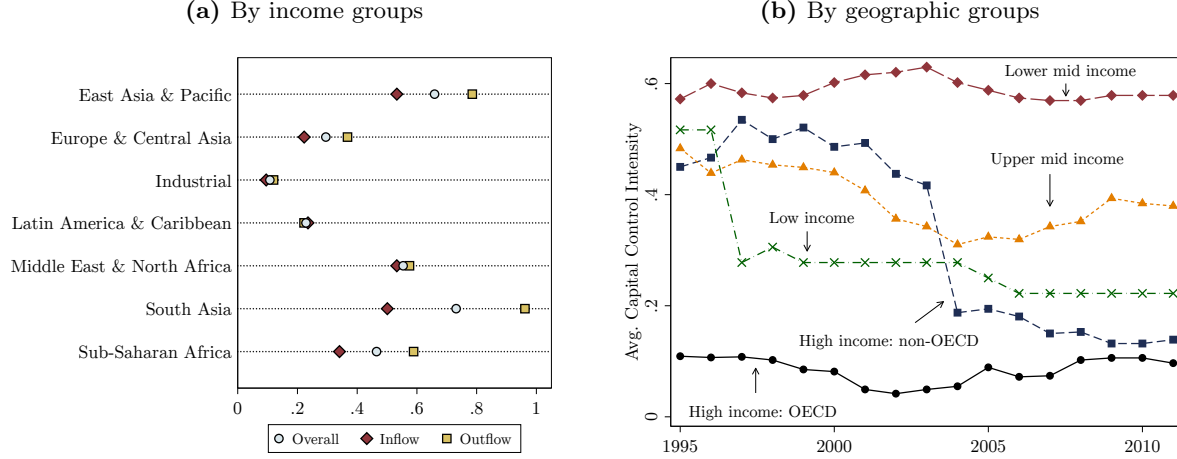 (a) By income groups
East Asia & Pacific
Europe & Central Asia
Industrial
Latin America & Caribbean
Middle East & North Africa
South Asia
Sub-Saharan Africa
0 .2 .4 .6 .8 1
Overall Inflow Outflow
(b) By geographic groups
Avg. Capital Control Intensity
.6
.4
.2
0
Lower mid income
Upper mid income
Low income
High income: non-OECD
High income: OECD
1995 2000 2005 2010